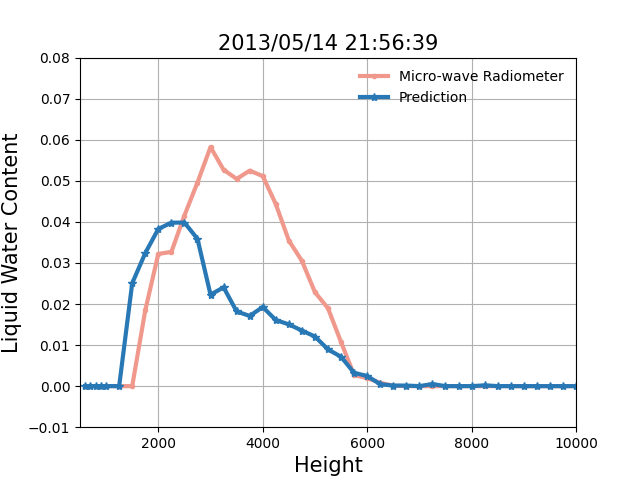 2013/05/14 21:56:39
0.08
0.07
0.06
0.05
0.04
0.03
0.02
0.01
0.00
−0.01
Liquid Water Content
Micro-wave Radiometer
Prediction
2000 4000 6000 8000 10000
Height